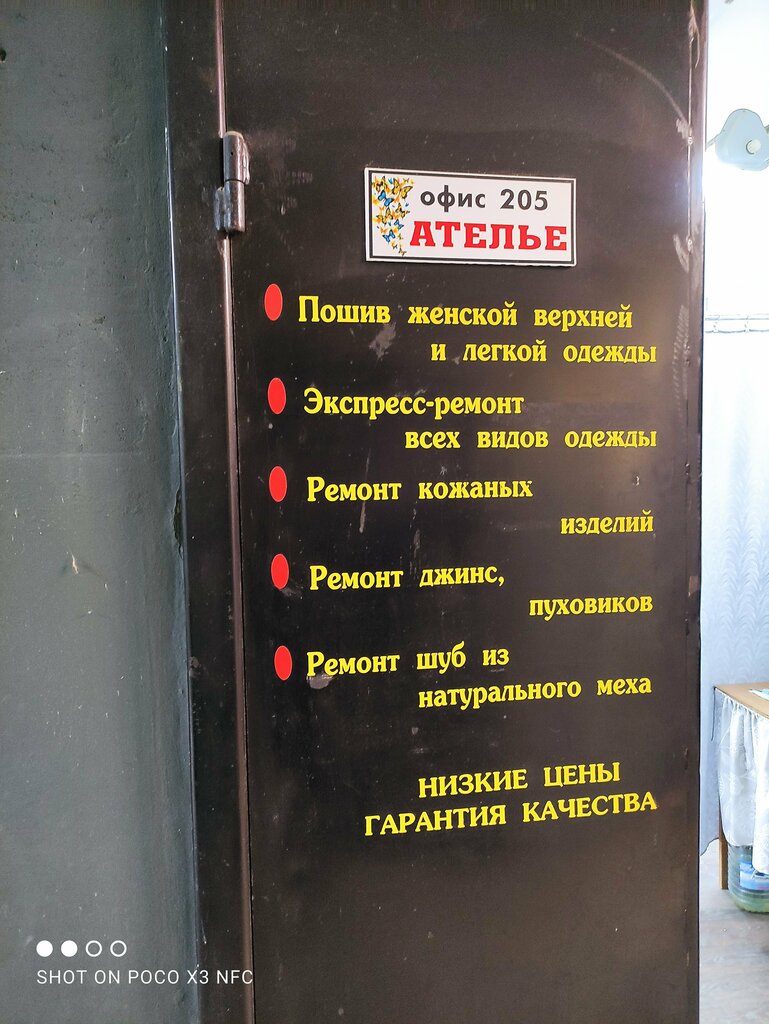 офис 205
АТЕЛЬЕ
Пошив женской верхней
и легкой одежды
Экспресс-ремонт
всех видов одежды
Ремонт кожаных
изделий
Ремонт джинс,
пуховиков
Ремонт шуб из
натурального меха
НИЗКИЕ ЦЕНЫ
ГАРАНТИЯ КАЧЕСТВА
SHOT ON POCO X3 NFC